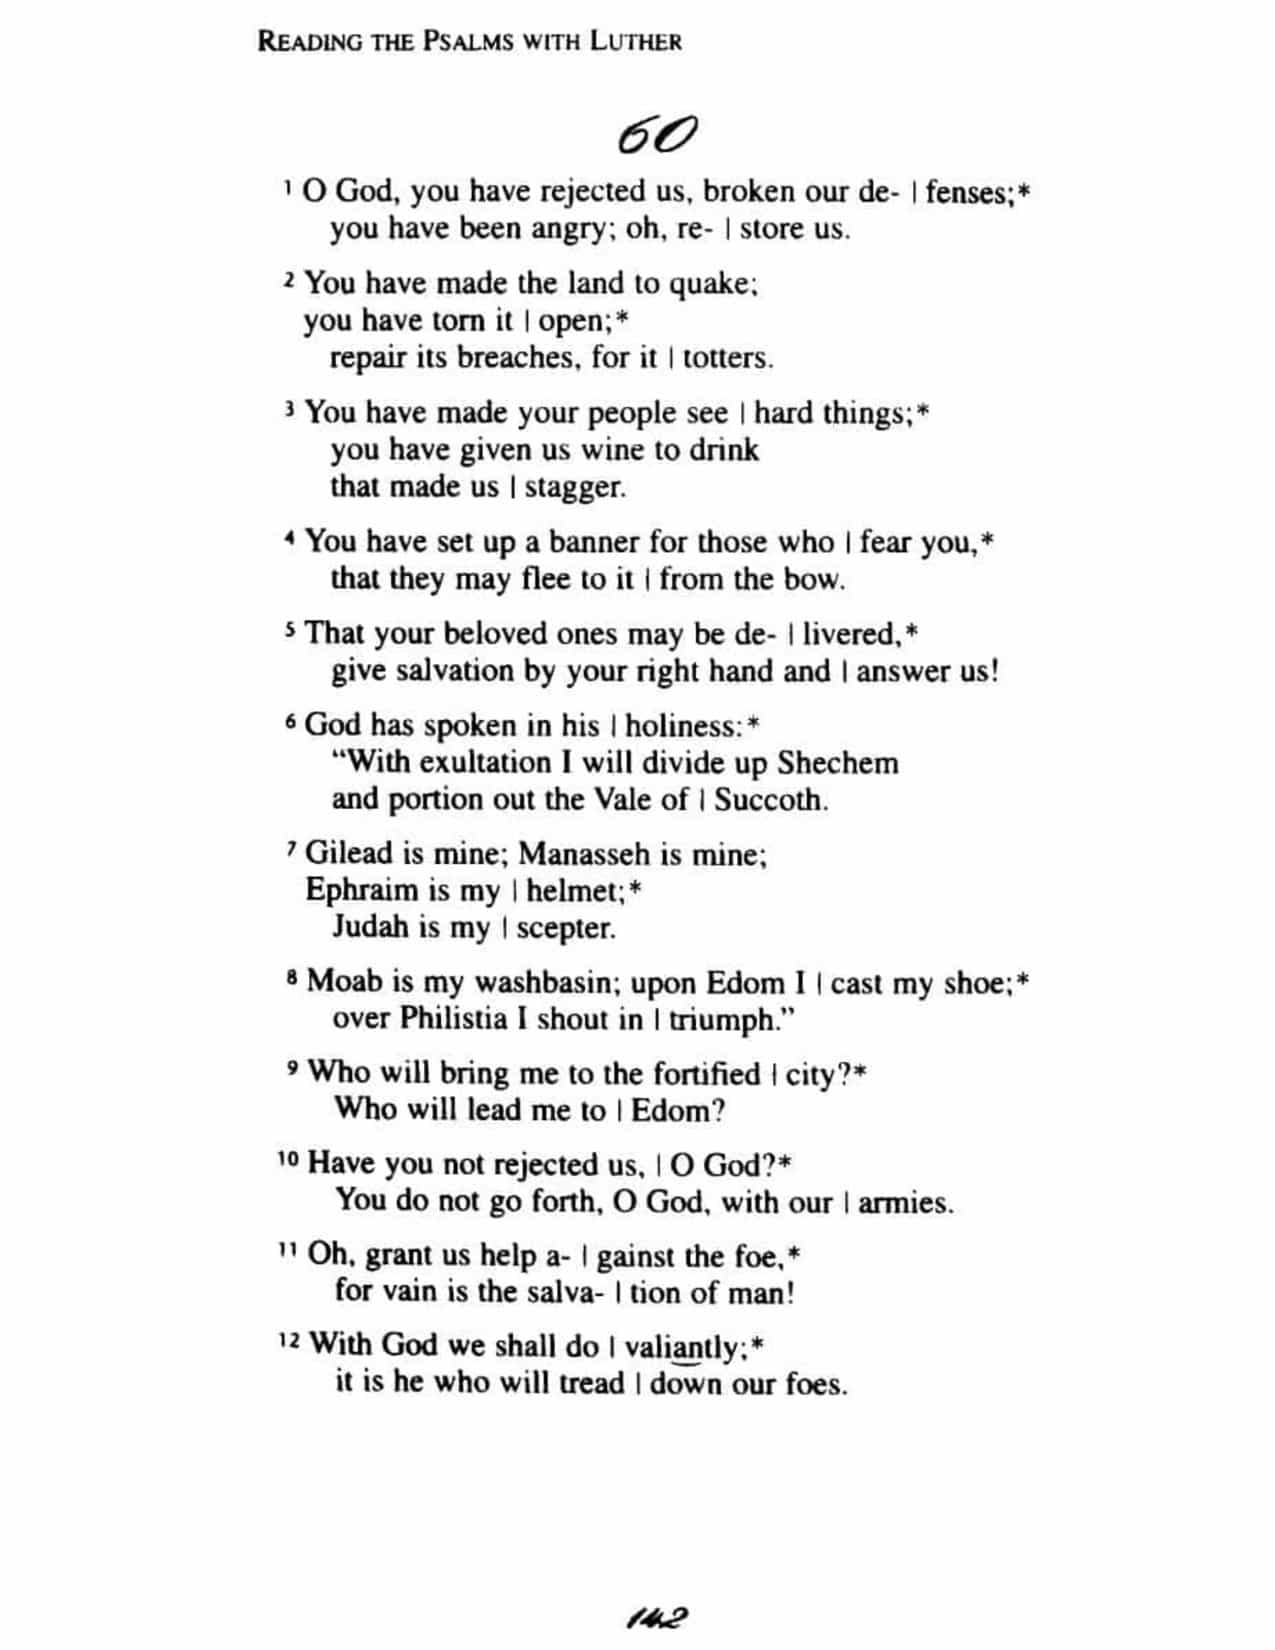 READING THE PSALMS WITH LUTHER
60
1 O God, you have rejected us, broken our de- | fenses;*
you have been angry; oh, re- | store us.
2 You have made the land to quake;
you have torn it | open;*
repair its breaches, for it | totters.
3 You have made your people see | hard things;*
you have given us wine to drink
that made us | stagger.
4 You have set up a banner for those who | fear you,*
that they may flee to it | from the bow.
5 That your beloved ones may be de- | livered,*
give salvation by your right hand and | answer us!
6 God has spoken in his | holiness:*
“With exultation I will divide up Shechem
and portion out the Vale of | Succoth.
7 Gilead is mine; Manasseh is mine;
Ephraim is my | helmet;*
Judah is my | scepter.
8 Moab is my washbasin; upon Edom I | cast my shoe;*
over Philistia I shout in | triumph.”
9 Who will bring me to the fortified | city?*
Who will lead me to | Edom?
10 Have you not rejected us, | O God?*
You do not go forth, O God, with our | armies.
11 Oh, grant us help a- | gainst the foe,*
for vain is the salva- | tion of man!
12 With God we shall do | valiantly;*
it is he who will tread | down our foes.
142